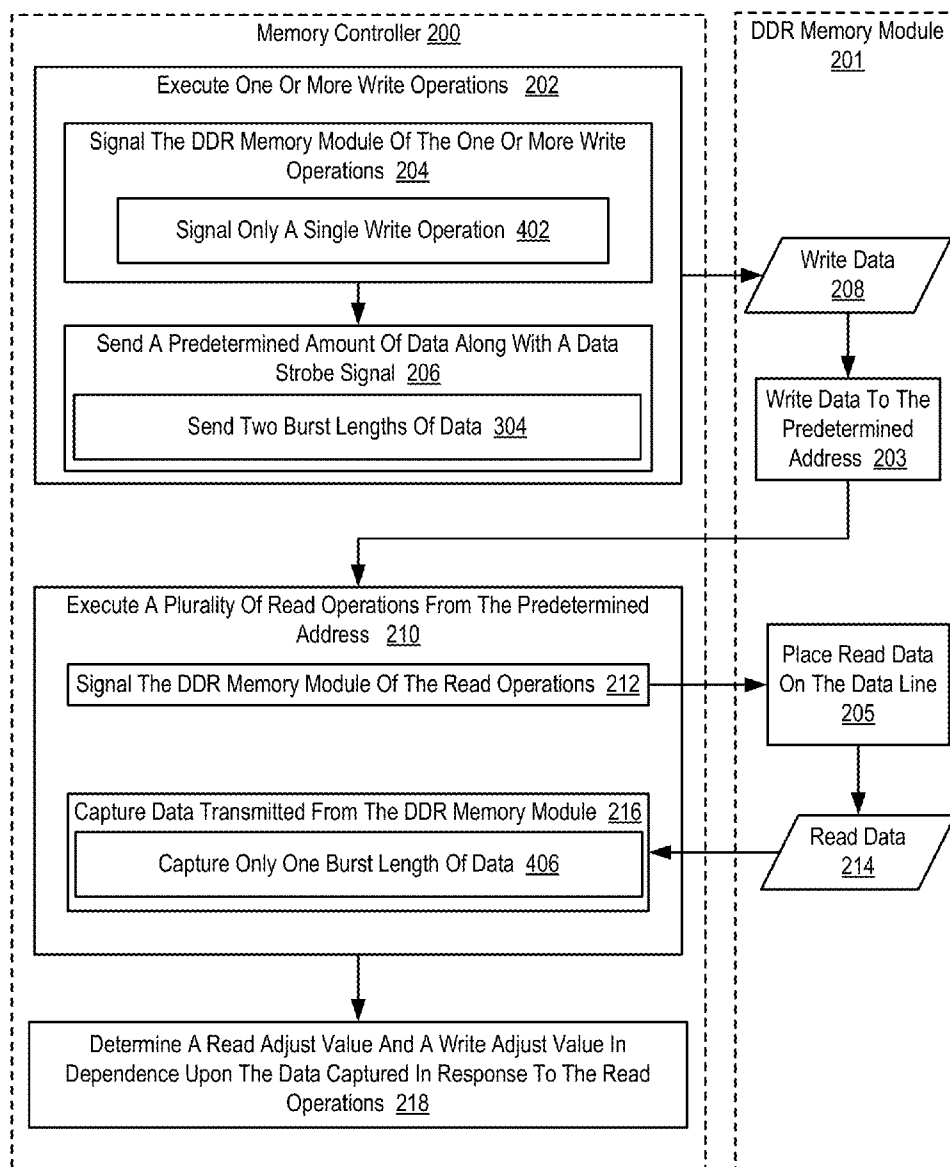 Memory Controller 200
DDR Memory Module
201
Execute One Or More Write Operations 202
Signal The DDR Memory Module Of The One Or More Write
Operations 204
Signal Only A Single Write Operation 402
Write Data
208
Send A Predetermined Amount Of Data Along With A Data
Strobe Signal 206
Send Two Burst Lengths Of Data 304
Write Data To The
Predetermined
Address 203
Execute A Plurality Of Read Operations From The Predetermined
Address 210
Signal The DDR Memory Module Of The Read Operations 212
Place Read Data
On The Data Line
205
Capture Data Transmitted From The DDR Memory Module 216
Capture Only One Burst Length Of Data 406
Read Data
214
Determine A Read Adjust Value And A Write Adjust Value In
Dependence Upon The Data Captured In Response To The Read
Operations 218